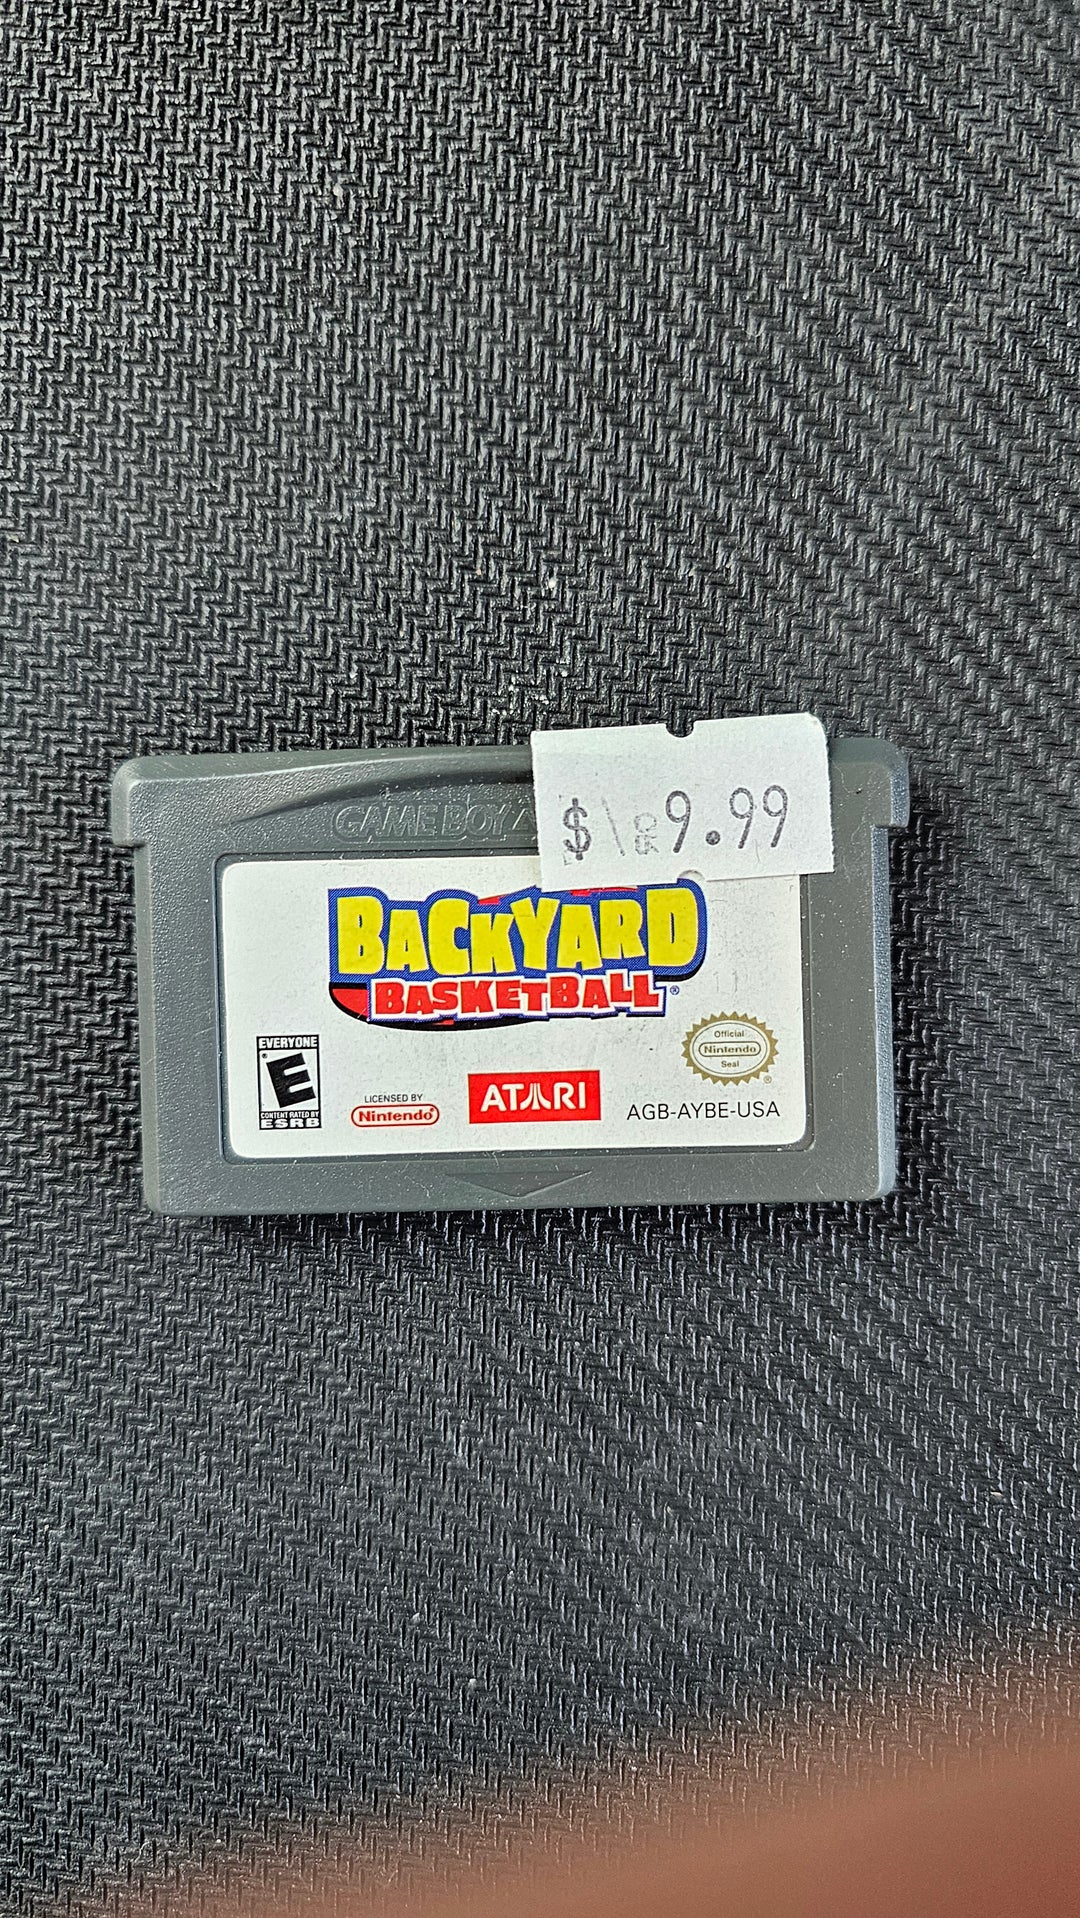 GAME BOY A
$ 9.99
BACKYARD
BASKETBALL®
EVERYONE
E®
CONTENT RATED BY
ESRB
LICENSED BY
Nintendo®
ATARI
Official
Nintendo
Seal
®
AGB-AYBE-USA